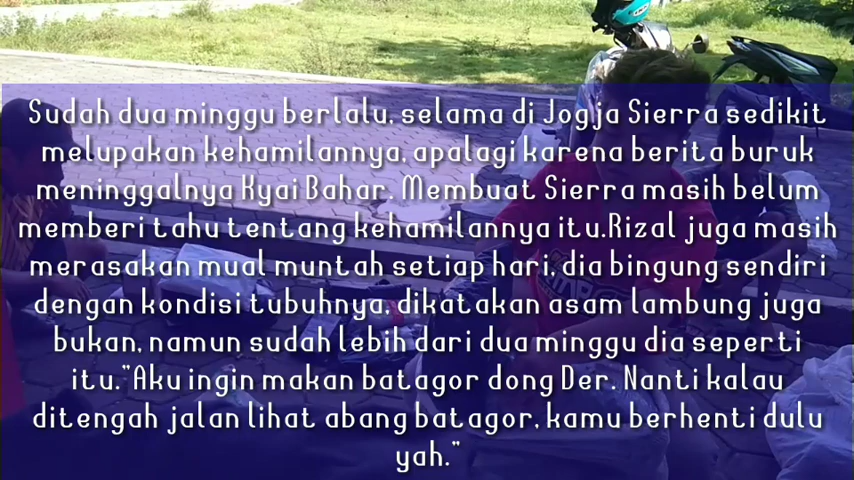 Sudah dua minggu berlalu, selama di Jogja Sierra sedikit
melupakan kehamilannya, apalagi karena berita buruk
meninggalnya Kyai Bahar. Membuat Sierra masih belum
memberi tahu tentang kehamilannya itu.Rizal juga masih
merasakan mual muntah setiap hari, dia bingung sendiri
dengan kondisi tubuhnya, dikatakan asam lambung juga
bukan, namun sudah lebih dari dua minggu dia seperti
itu."Aku ingin makan batagor dong Der. Nanti kalau
ditengah jalan lihat abang batagor, kamu berhenti dulu
yah."